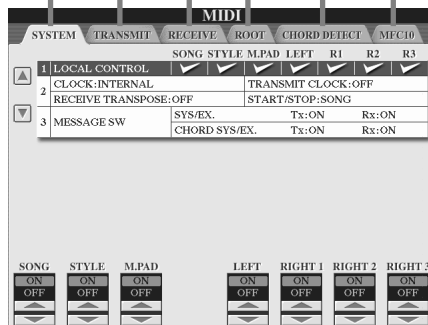 MIDI
SYSTEM TRANSMIT RECEIVE ROOT CHORD DETECT MFC10
SONG STYLE M.PAD LEFT R1 R2 R3
1 LOCAL CONTROL
2 CLOCK:INTERNAL TRANSMIT CLOCK:OFF
RECEIVE TRANSPOSE:OFF START/STOP:SONG
3 MESSAGE SW SYS/EX. Tx:ON Rx:ON
CHORD SYS/EX. Tx:ON Rx:ON
SONG STYLE M.PAD LEFT RIGHT 1 RIGHT 2 RIGHT 3
ON ON ON ON ON ON ON
OFF OFF OFF OFF OFF OFF OFF